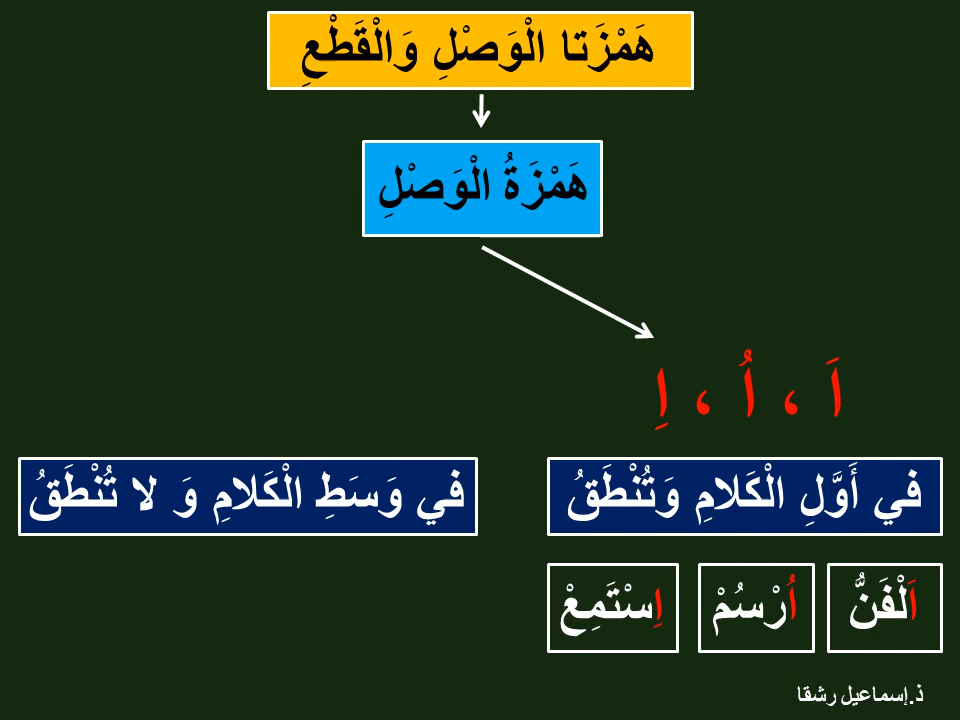 هَمْزَتا الْوَصْلِ وَالْقَطْعِ
هَمْزَةُ الْوَصْلِ
اَ ، اُ ، اِ
في أَوَّلِ الْكَلامِ وَتُنْطَقُ
في وَسَطِ الْكَلامِ وَ لا تُنْطَقُ
اَلْفَنُّ
اُرْسُمْ
اِسْتَمِعْ
ذ.إسماعيل رشقا